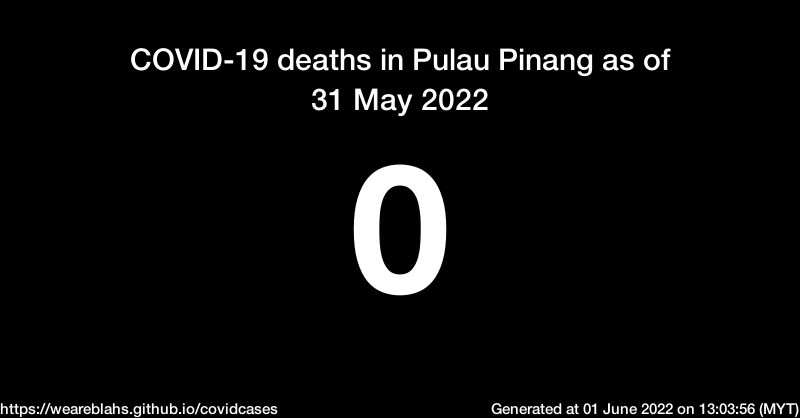 COVID-19 deaths in Pulau Pinang as of
31 May 2022
0
https://weareblahs.github.io/covidcases
Generated at 01 June 2022 on 13:03:56 (MYT)